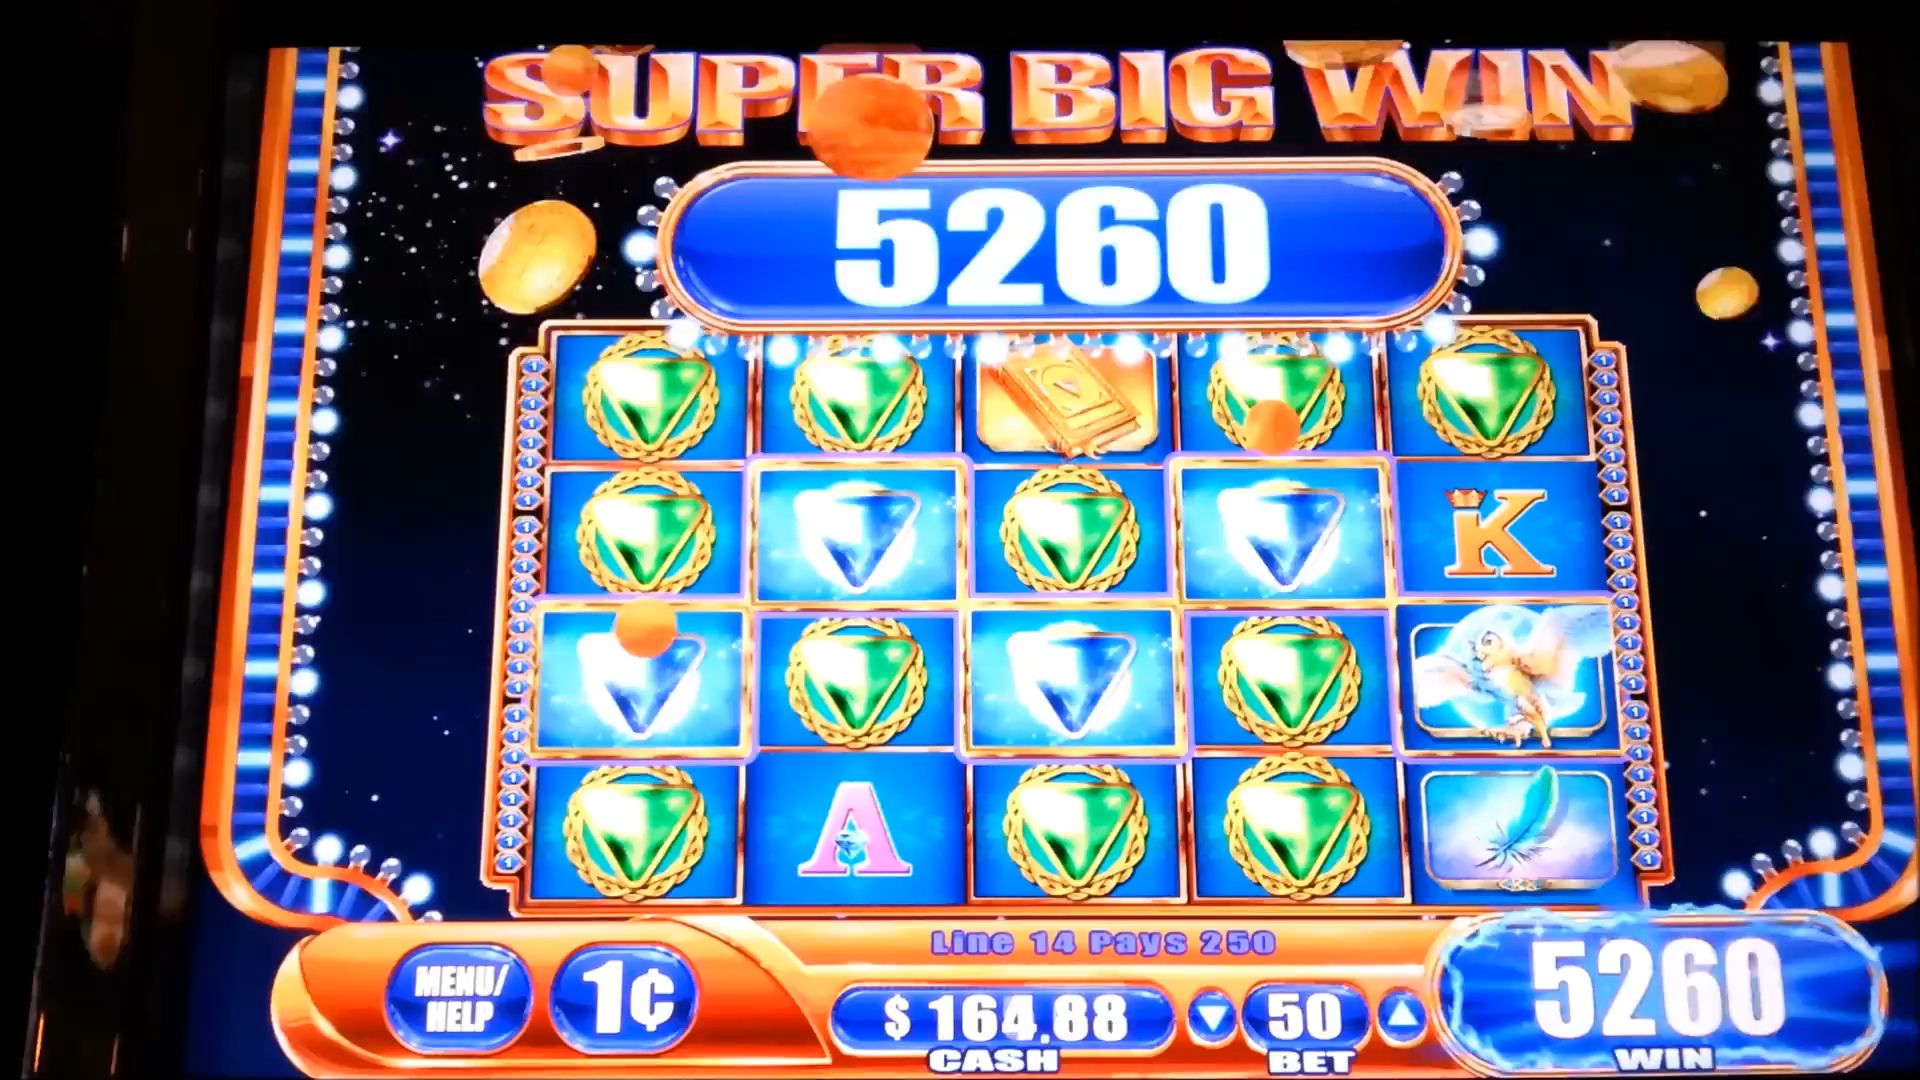 SUPER BIG WIN
5260
K
A
Line 14 Pays 250
MENU/
HELP
1¢
$ 164.88
CASH
50
BET
5260
WIN